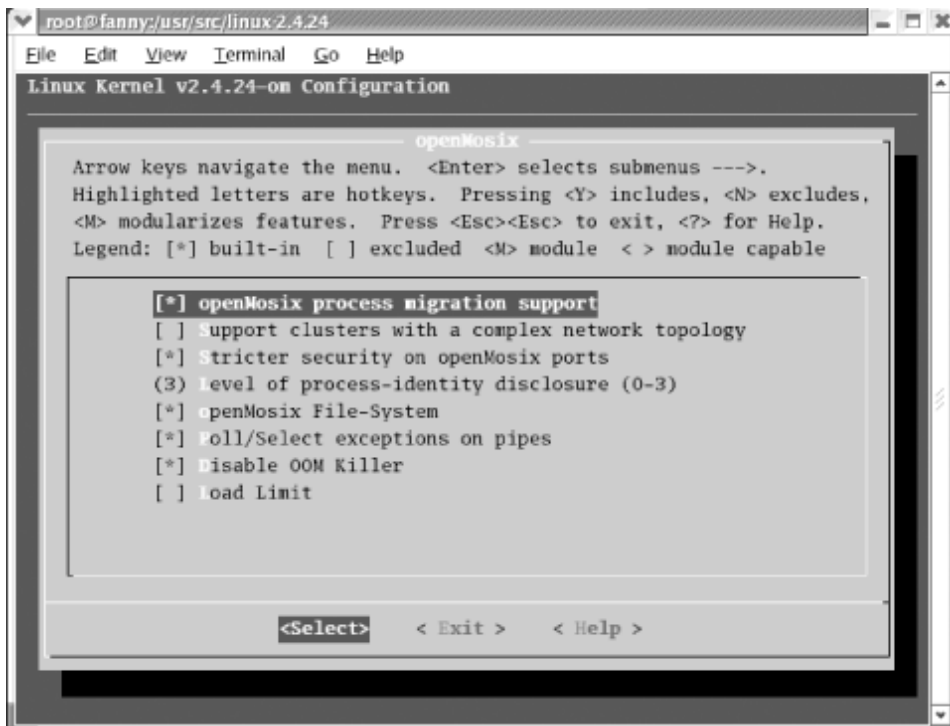 root@fanny:/usr/src/linux-2.4.24
File Edit View Terminal Go Help
Linux Kernel v2.4.24-om Configuration
openMosix
Arrow keys navigate the menu. <Enter> selects submenus --->.
Highlighted letters are hotkeys. Pressing <Y> includes, <N> excludes,
<M> modularizes features. Press <Esc><Esc> to exit, <?> for Help.
Legend: [*] built-in [ ] excluded <M> module < > module capable
[*] openMosix process migration support
[ ] Support clusters with a complex network topology
[*] Stricter security on openMosix ports
(3) Level of process-identity disclosure (0-3)
[*] openMosix File-System
[*] Poll/Select exceptions on pipes
[*] Disable OOM Killer
[ ] Load Limit
<Select> < Exit > < Help >